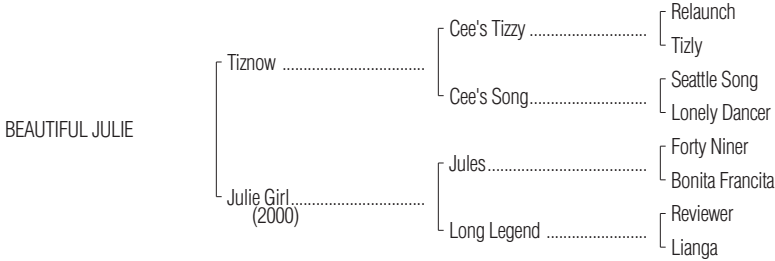 Relaunch
Cee's Tizzy ........................
Tizly
Tiznow .............................
Seattle Song
Cee's Song........................
Lonely Dancer
BEAUTIFUL JULIE
Forty Niner
Jules.................................
Bonita Francita
Julie Girl...........................
(2000)
Reviewer
Long Legend .....................
Lianga